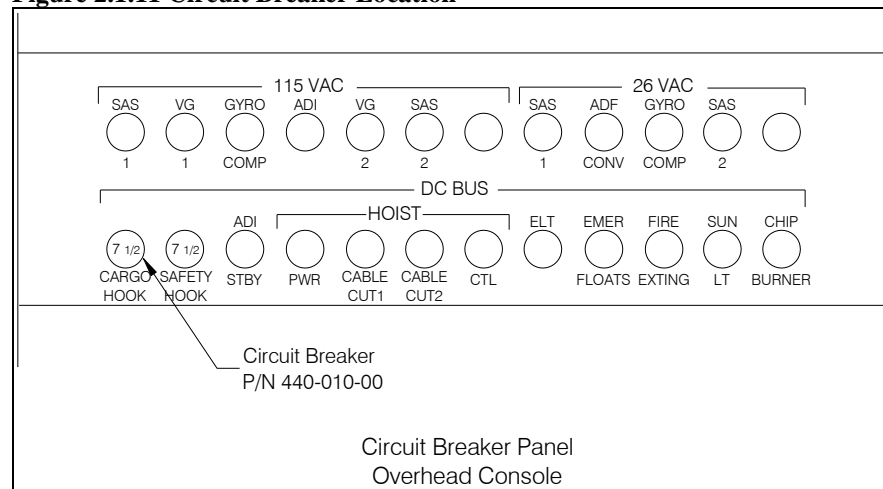 Figure 2.1.11 Circuit Breaker Location
115 VAC 26 VAC
SAS VG GYRO ADI VG SAS SAS ADF GYRO SAS
1 1 COMP 2 2 1 CONV COMP 2
DC BUS
HOIST
ADI ELT EMER FIRE SUN CHIP
7 1/2 7 1/2
CARGO SAFETY STBY PWR CABLE CABLE CTL FLOATS EXTING LT BURNER
HOOK HOOK CUT1 CUT2
Circuit Breaker
P/N 440-010-00
Circuit Breaker Panel
Overhead Console